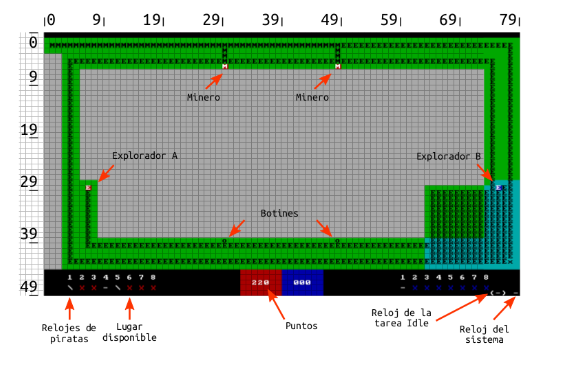 |0 9| 19| 29| 39| 49| 59| 69| 79|
0
9
Minero Minero
19
Explorador A Explorador B
29
E E
Botines
39
1 2 3 4 5 6 7 8 220 000 1 2 3 4 5 6 7 8
49
Relojes de piratas
Lugar disponible
Puntos
Reloj de la tarea Idle
Reloj del sistema